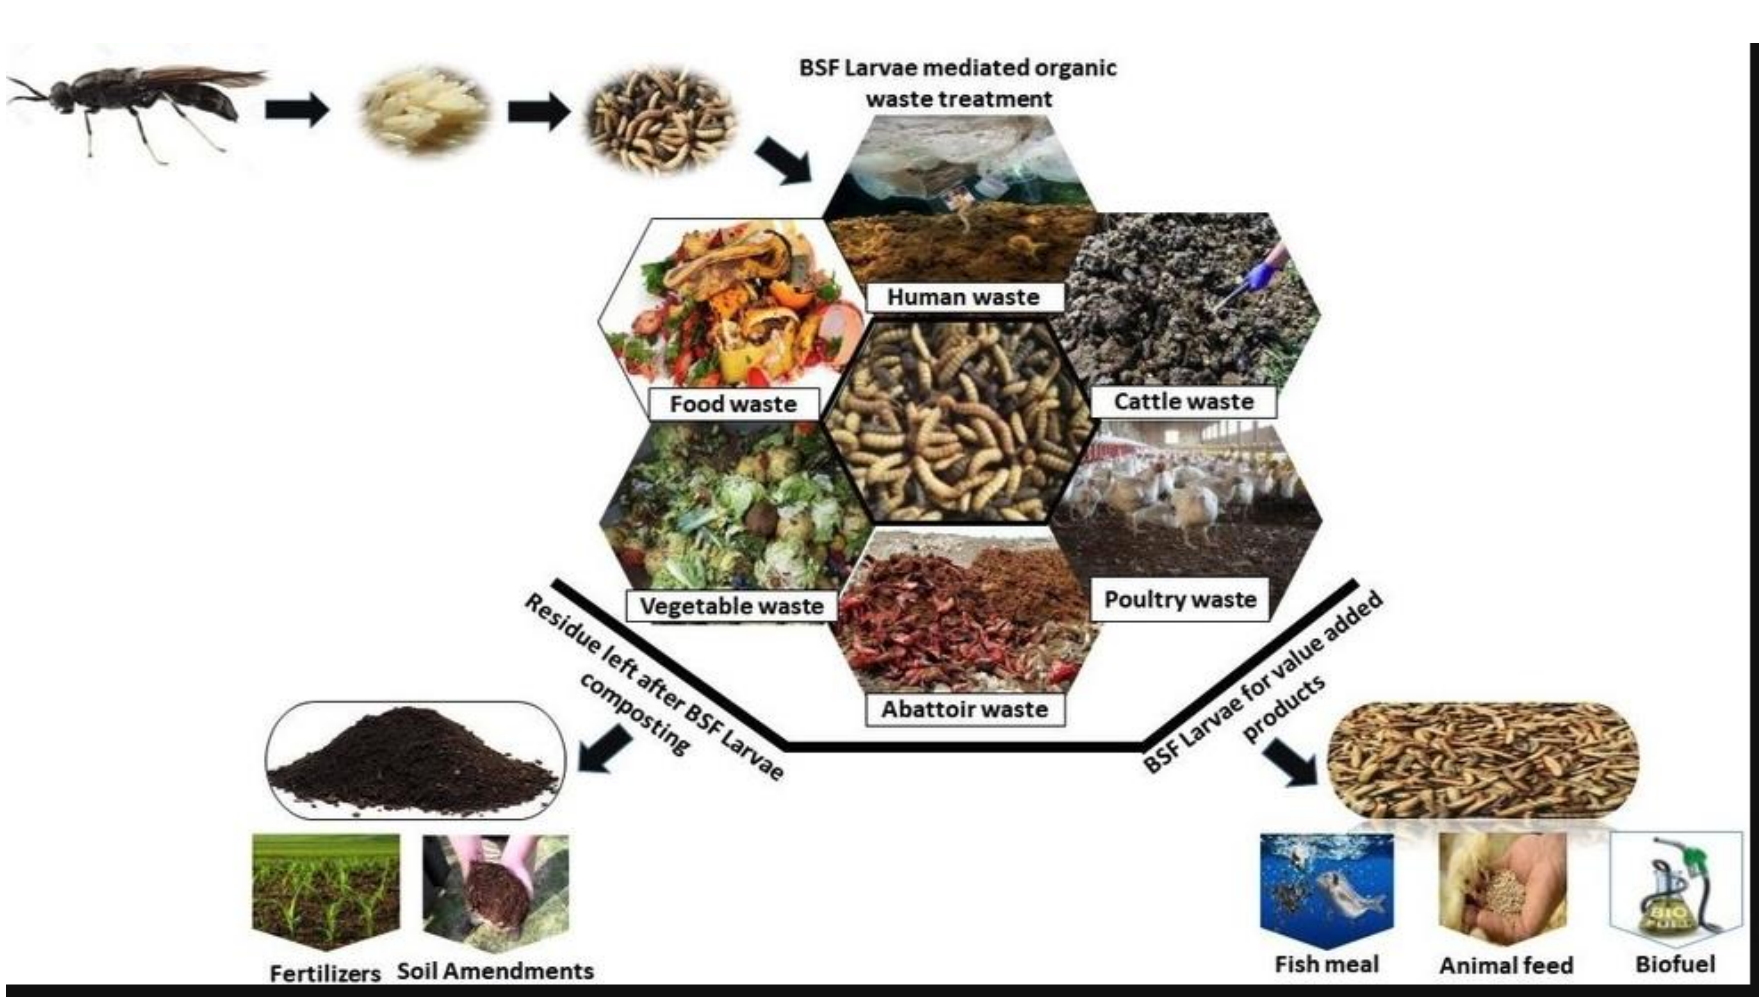 BSF Larvae mediated organic
waste treatment
Human waste
Food waste
Cattle waste
Vegetable waste
Poultry waste
Abattoir waste
Residue left after BSF Larvae
composting
BSF Larvae for value added
products
Fertilizers
Soil Amendments
Fish meal
Animal feed
BIO
FUEL
Biofuel